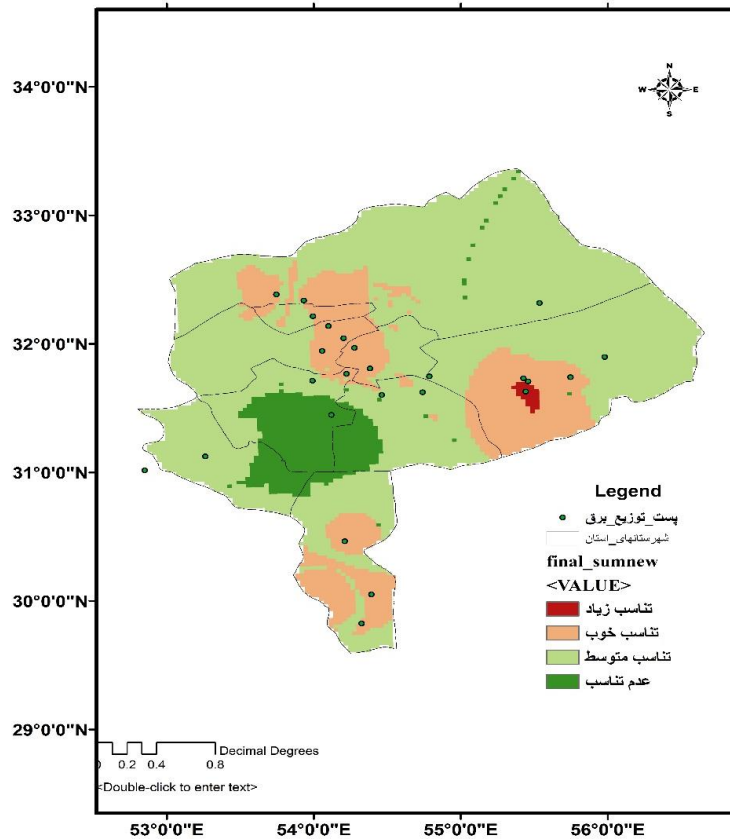 34°0'0"N
33°0'0"N
32°0'0"N
31°0'0"N
30°0'0"N
29°0'0"N
N
W E
S
Legend
پست_توزیع_برق
شهرستانهای_استان
final_sumnew
<VALUE>
تناسب زیاد
تناسب خوب
تناسب متوسط
عدم تناسب
Decimal Degrees
0 0.2 0.4 0.8
<Double-click to enter text>
53°0'0"E 54°0'0"E 55°0'0"E 56°0'0"E